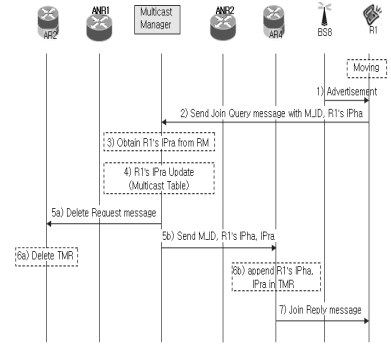 ANR1
Multicast
Manager
ANR2
AR2
AR4
BS8
R1
Moving
1) Advertisement
2) Send Join Query message with M_ID, R1's IPha
3) Obtain R1's IPra from RM
4) R1's IPra Update
(Multicast Table)
5a) Delete Request message
5b) Send M_ID, R1's IPha, IPra
6a) Delete TMR
6b) append R1's IPha,
IPra in TMR
7) Join Reply message